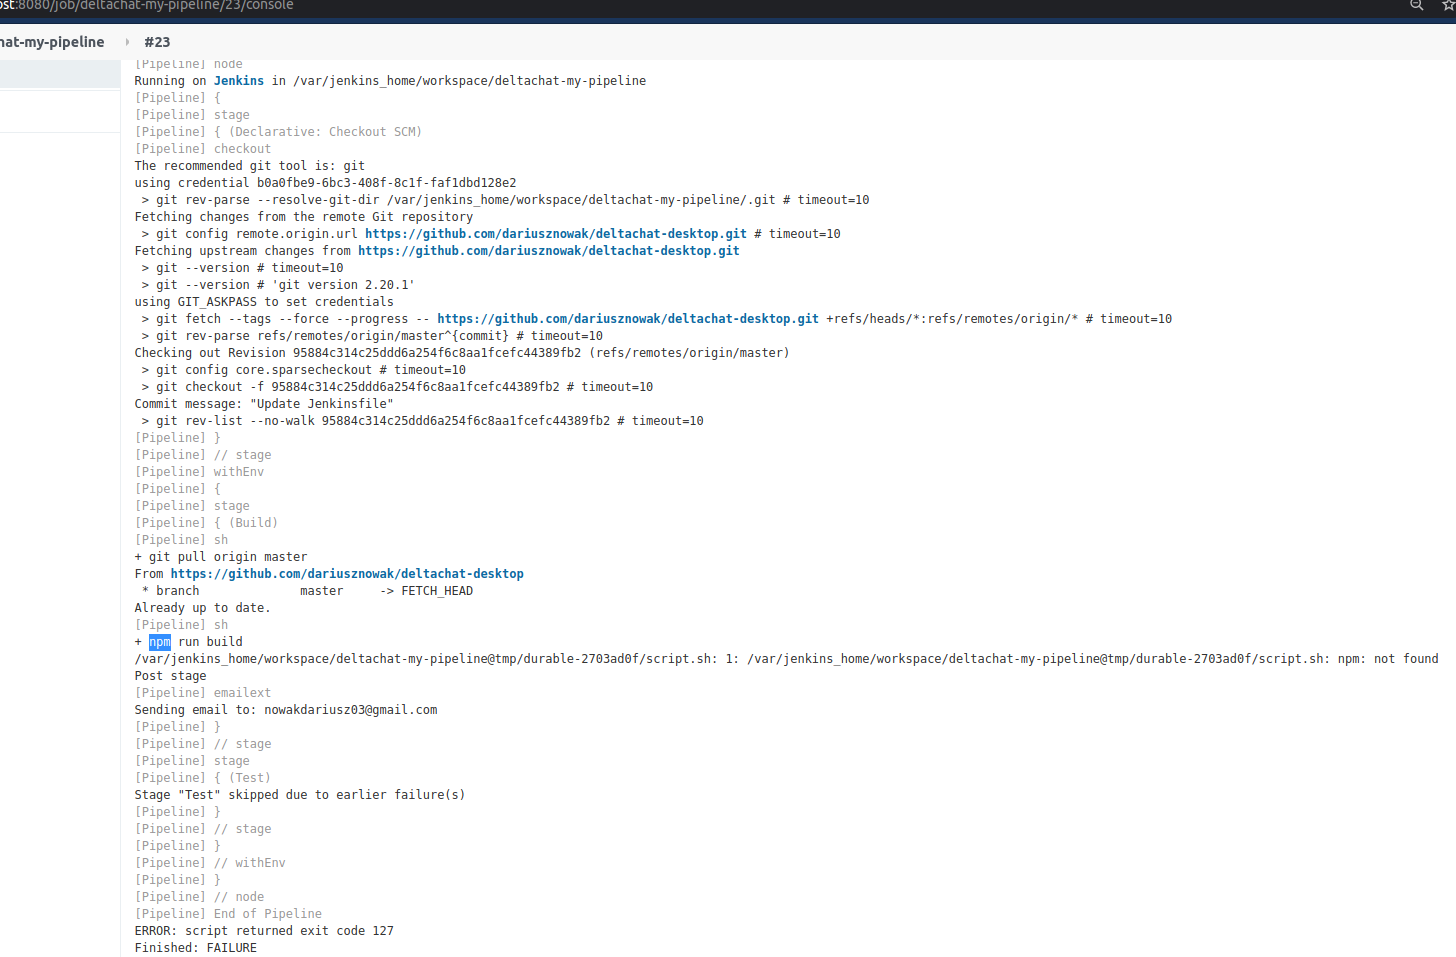 ost:8080/job/deltachat-my-pipeline/23/console
hat-my-pipeline #23
[Pipeline] node
Running on Jenkins in /var/jenkins_home/workspace/deltachat-my-pipeline
[Pipeline] {
[Pipeline] stage
[Pipeline] { (Declarative: Checkout SCM)
[Pipeline] checkout
The recommended git tool is: git
using credential b0a0fbe9-6bc3-408f-8c1f-faf1dbd128e2
 > git rev-parse --resolve-git-dir /var/jenkins_home/workspace/deltachat-my-pipeline/.git # timeout=10
Fetching changes from the remote Git repository
 > git config remote.origin.url https://github.com/dariusznowak/deltachat-desktop.git # timeout=10
Fetching upstream changes from https://github.com/dariusznowak/deltachat-desktop.git
 > git --version # timeout=10
 > git --version # 'git version 2.20.1'
using GIT_ASKPASS to set credentials
 > git fetch --tags --force --progress -- https://github.com/dariusznowak/deltachat-desktop.git +refs/heads/*:refs/remotes/origin/* # timeout=10
 > git rev-parse refs/remotes/origin/master^{commit} # timeout=10
Checking out Revision 95884c314c25ddd6a254f6c8aa1fcefc44389fb2 (refs/remotes/origin/master)
 > git config core.sparsecheckout # timeout=10
 > git checkout -f 95884c314c25ddd6a254f6c8aa1fcefc44389fb2 # timeout=10
Commit message: "Update Jenkinsfile"
 > git rev-list --no-walk 95884c314c25ddd6a254f6c8aa1fcefc44389fb2 # timeout=10
[Pipeline] }
[Pipeline] // stage
[Pipeline] withEnv
[Pipeline] {
[Pipeline] stage
[Pipeline] { (Build)
[Pipeline] sh
+ git pull origin master
From https://github.com/dariusznowak/deltachat-desktop
 * branch            master     -> FETCH_HEAD
Already up to date.
[Pipeline] sh
+ npm run build
/var/jenkins_home/workspace/deltachat-my-pipeline@tmp/durable-2703ad0f/script.sh: 1: /var/jenkins_home/workspace/deltachat-my-pipeline@tmp/durable-2703ad0f/script.sh: npm: not found
Post stage
[Pipeline] emailext
Sending email to: nowakdariusz03@gmail.com
[Pipeline] }
[Pipeline] // stage
[Pipeline] stage
[Pipeline] { (Test)
Stage "Test" skipped due to earlier failure(s)
[Pipeline] }
[Pipeline] // stage
[Pipeline] }
[Pipeline] // withEnv
[Pipeline] }
[Pipeline] // node
[Pipeline] End of Pipeline
ERROR: script returned exit code 127
Finished: FAILURE